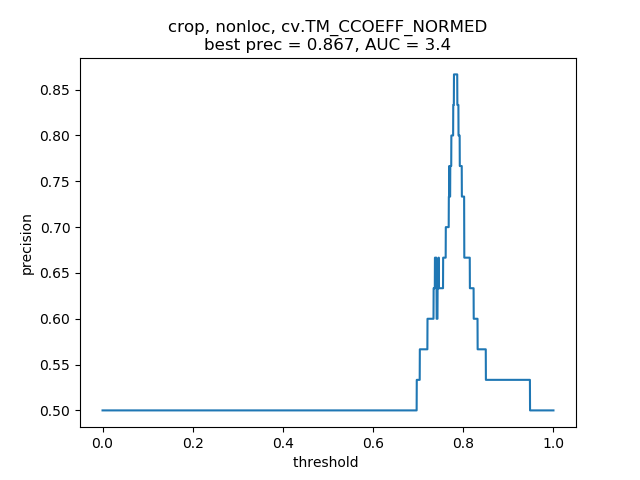 crop, nonloc, cv.TM_CCOEFF_NORMED
best prec = 0.867, AUC = 3.4
0.85
0.80
0.75
0.70
0.65
0.60
0.55
0.50
precision
0.0 0.2 0.4 0.6 0.8 1.0
threshold